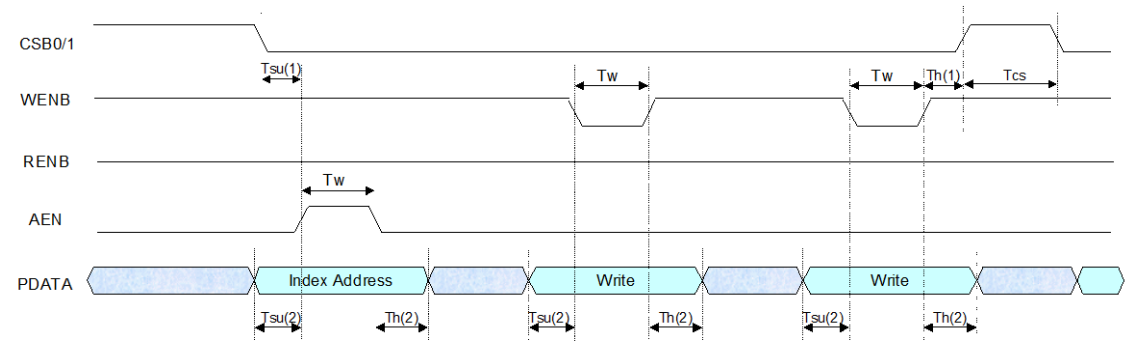 CSB0/1
Tsu(1)
Tw
Tw
Th(1)
Tcs
WENB
RENB
Tw
AEN
PDATA
Index Address
Write
Write
Tsu(2)
Th(2)
Tsu(2)
Th(2)
Tsu(2)
Th(2)